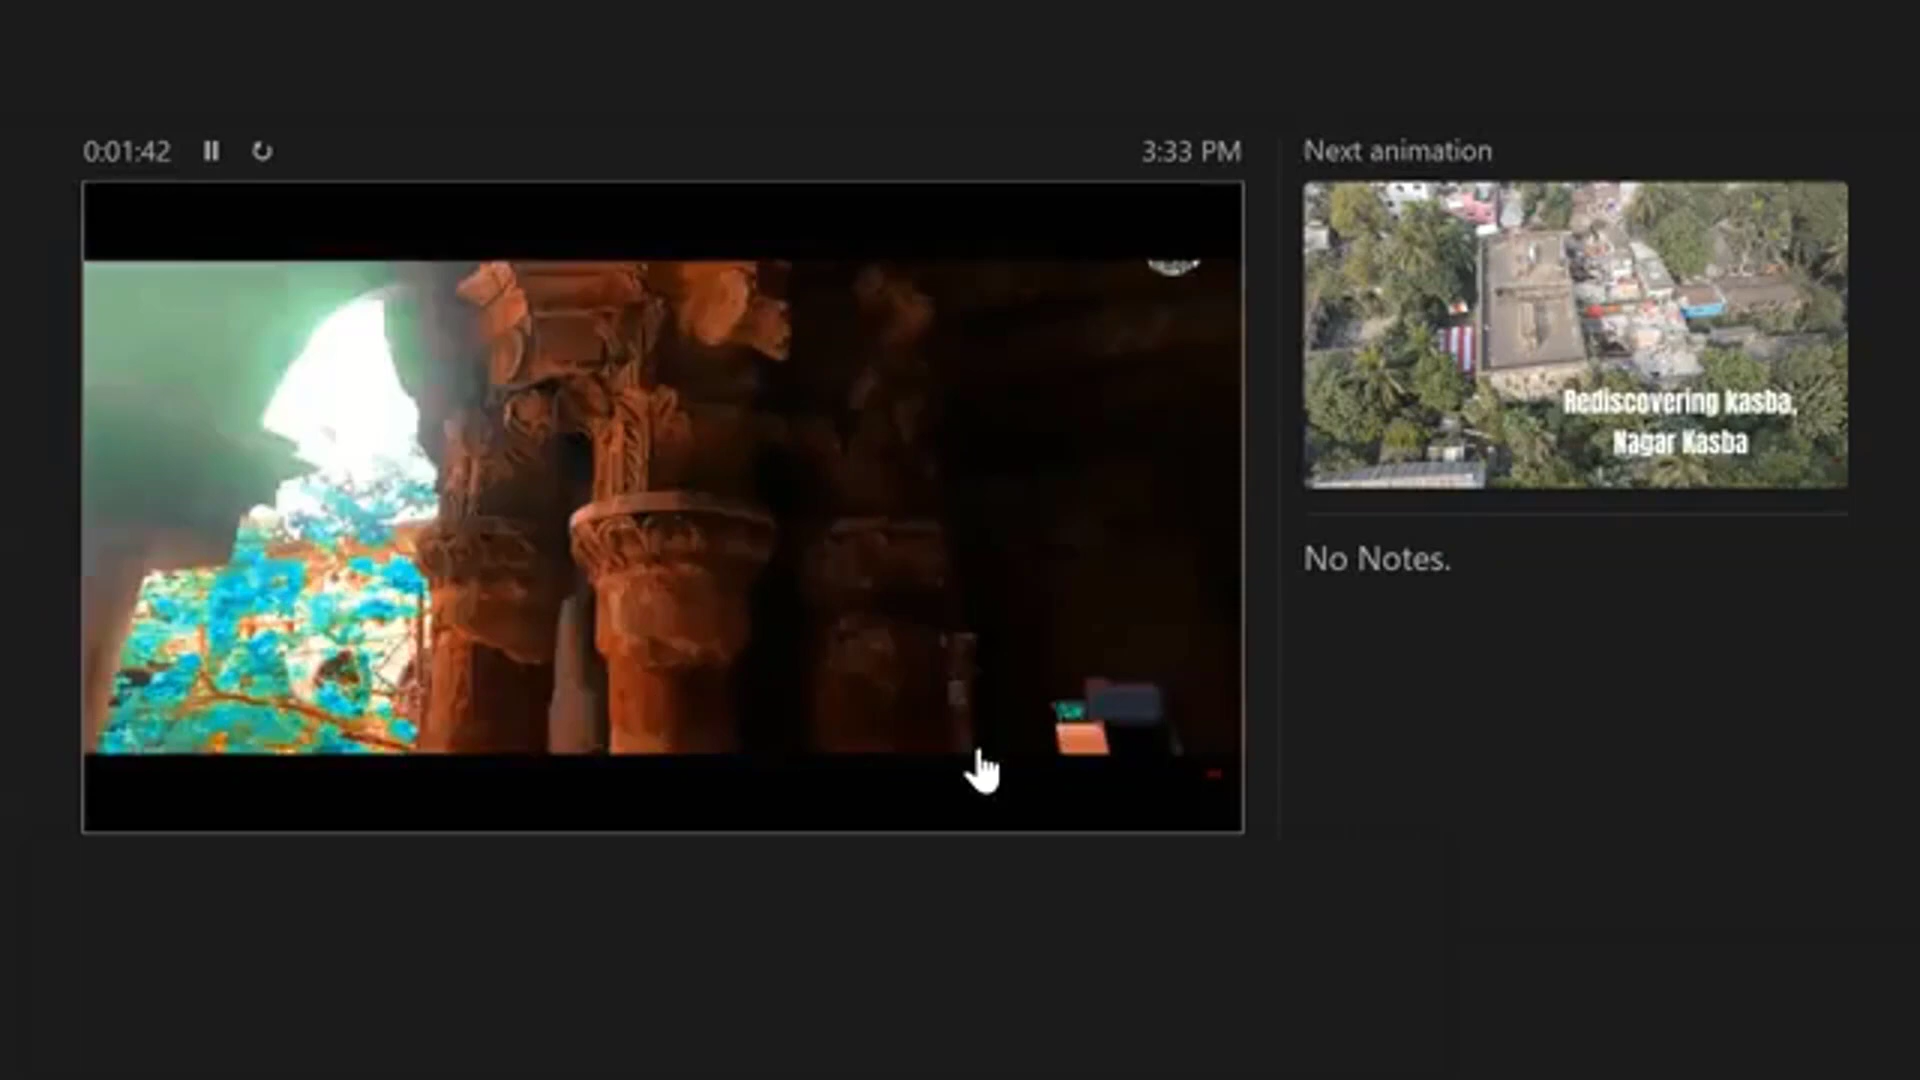 0:01:42
3:33 PM
Next animation
Rediscovering kasba,
Nagar Kasba
No Notes.